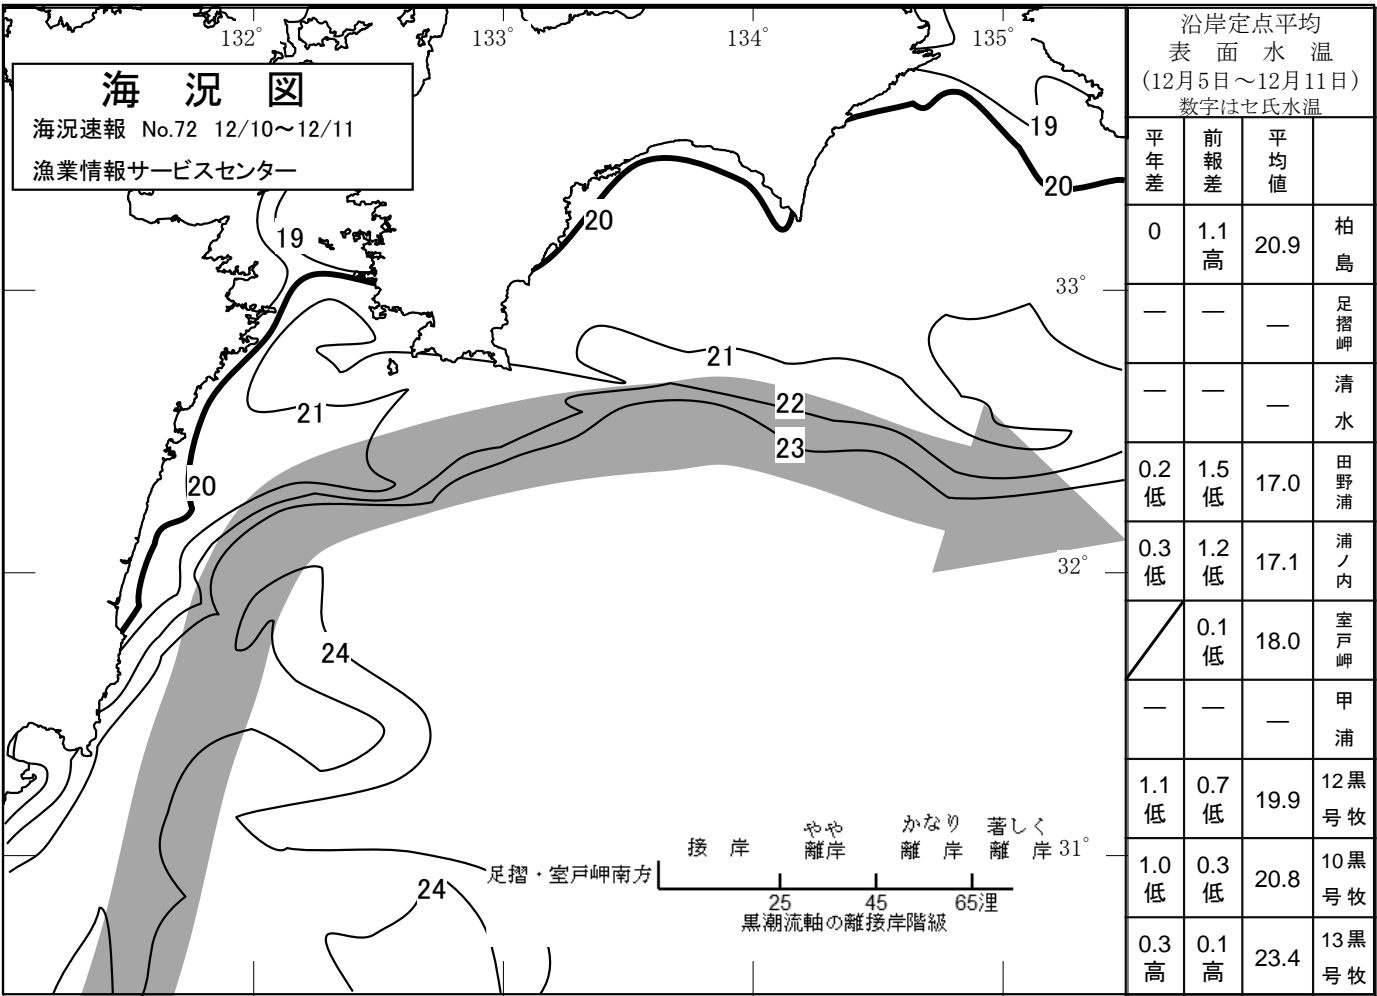 132°
133°
134°
135°
海 況 図
海況速報 No.72 12/10～12/11
漁業情報サービスセンター
19
20
20
19
33°
21
21
22
23
20
32°
24
24
31°
接 岸
やや
離岸
かなり
離 岸
著しく
離 岸
足摺・室戸岬南方
25
45
65浬
黒潮流軸の離接岸階級
沿岸定点平均
表 面 水 温
(12月5日～12月11日)
数字はセ氏水温
平年差 前報差 平均値
0 1.1高 20.9 柏島
— — — 足摺岬
— — — 清水
0.2低 1.5低 17.0 田野浦
0.3低 1.2低 17.1 浦ノ内
0.1低 18.0 室戸岬
— — — 甲浦
1.1低 0.7低 19.9 黒牧12号
1.0低 0.3低 20.8 黒牧10号
0.3高 0.1高 23.4 黒牧13号